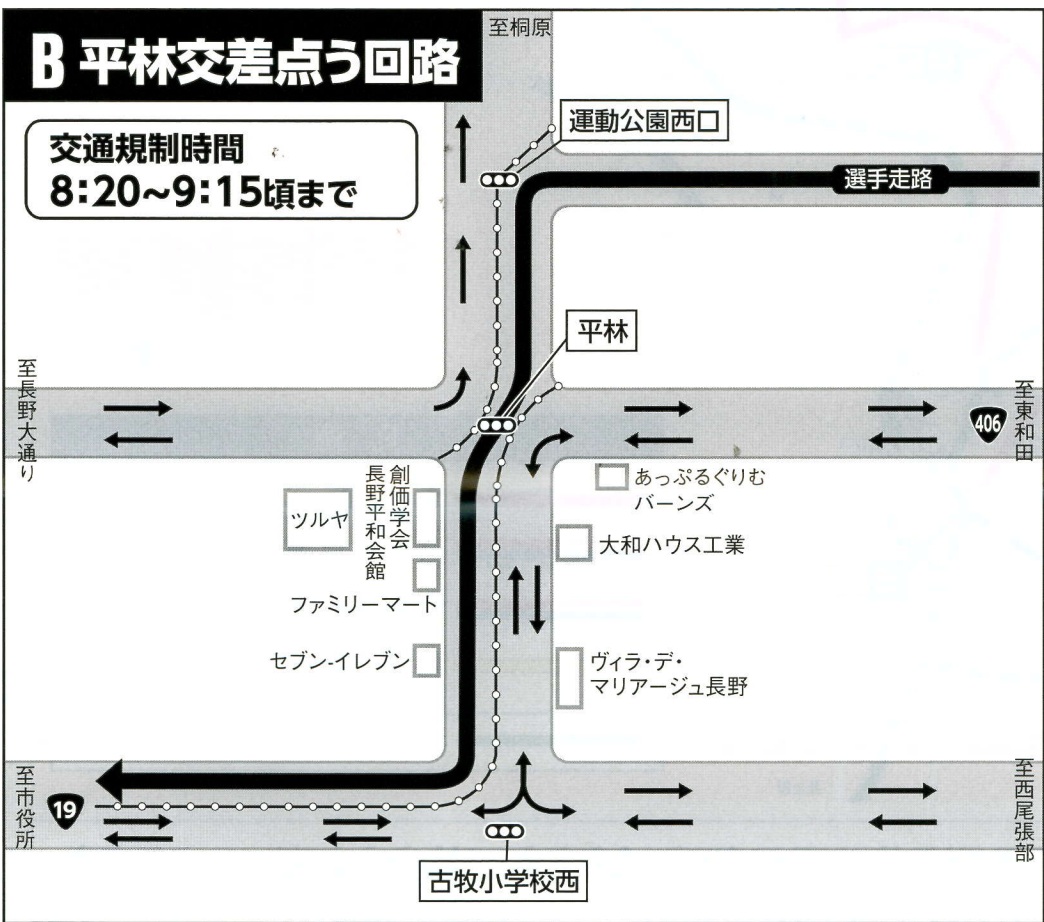 B 平林交差点う回路
至桐原
交通規制時間
8:20~9:15頃まで
運動公園西口
選手走路
平林
至長野大通り
至東和田
406
創価学会
長野平和会館
ツルヤ
ファミリーマート
セブン-イレブン
あっぷるぐりむ
バーンズ
大和ハウス工業
ヴィラ・デ・
マリアージュ長野
至市役所
19
至西尾張部
古牧小学校西